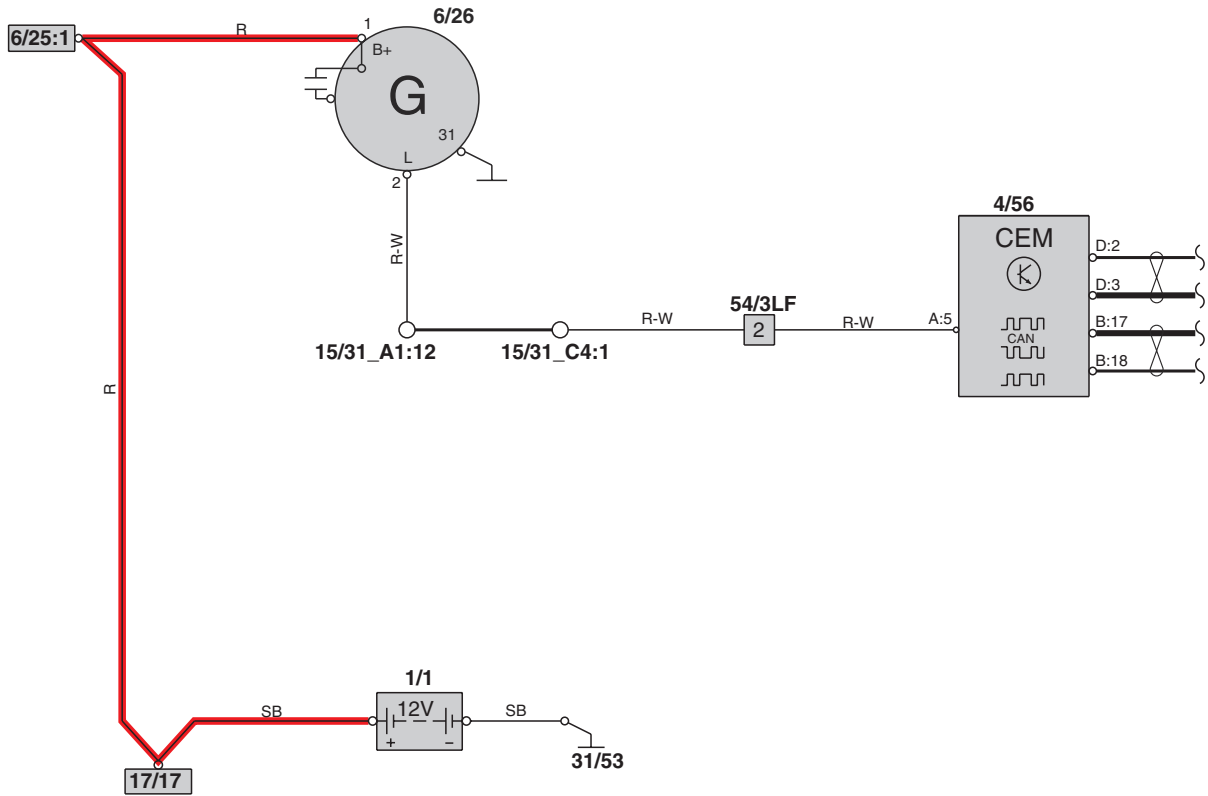 6/25:1
R
1
6/26
B+
G
31
L
2
R-W
4/56
CEM
D:2
D:3
B:17
B:18
CAN
A:5
54/3LF
2
R-W
R-W
15/31_A1:12
15/31_C4:1
R
1/1
12V
+
–
SB
SB
31/53
17/17